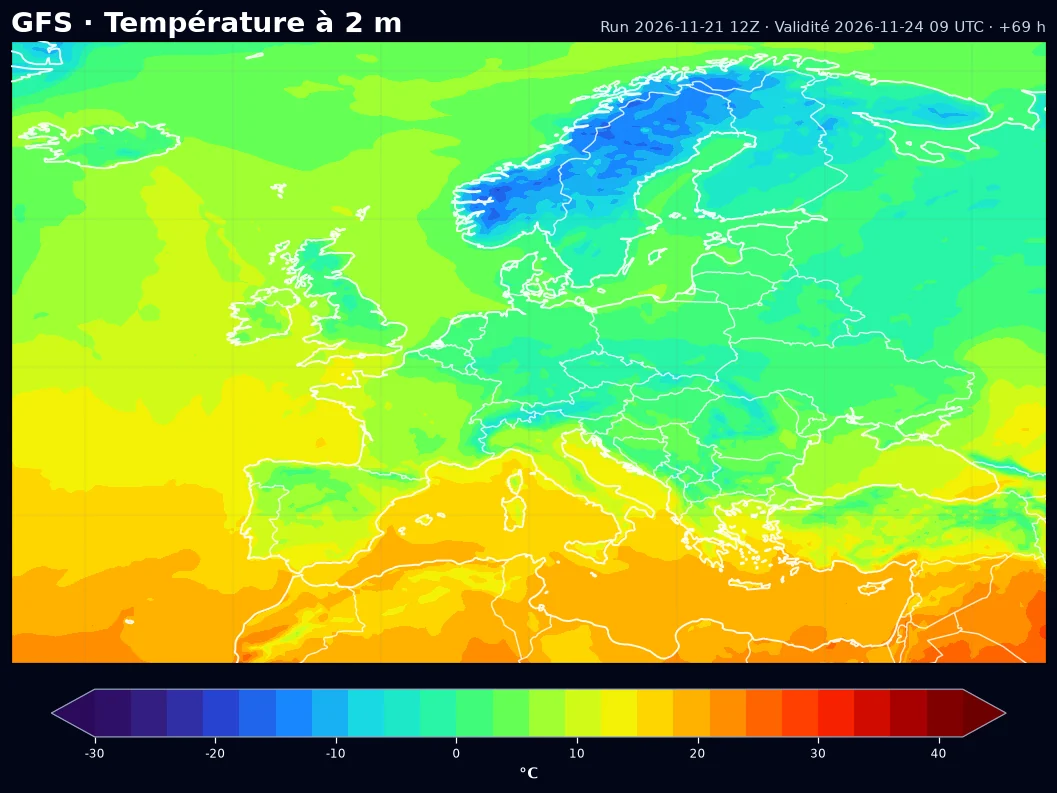 GFS · Température à 2 m
Run 2026-11-21 12Z · Validité 2026-11-24 09 UTC · +69 h
-30 -20 -10 0 10 20 30 40
°C